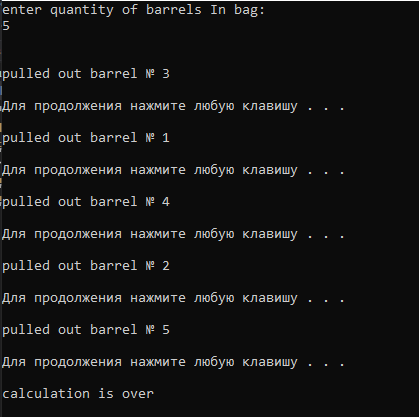 enter quantity of barrels In bag:
5
pulled out barrel № 3
Для продолжения нажмите любую клавишу . . .
pulled out barrel № 1
Для продолжения нажмите любую клавишу . . .
pulled out barrel № 4
Для продолжения нажмите любую клавишу . . .
pulled out barrel № 2
Для продолжения нажмите любую клавишу . . .
pulled out barrel № 5
Для продолжения нажмите любую клавишу . . .
calculation is over